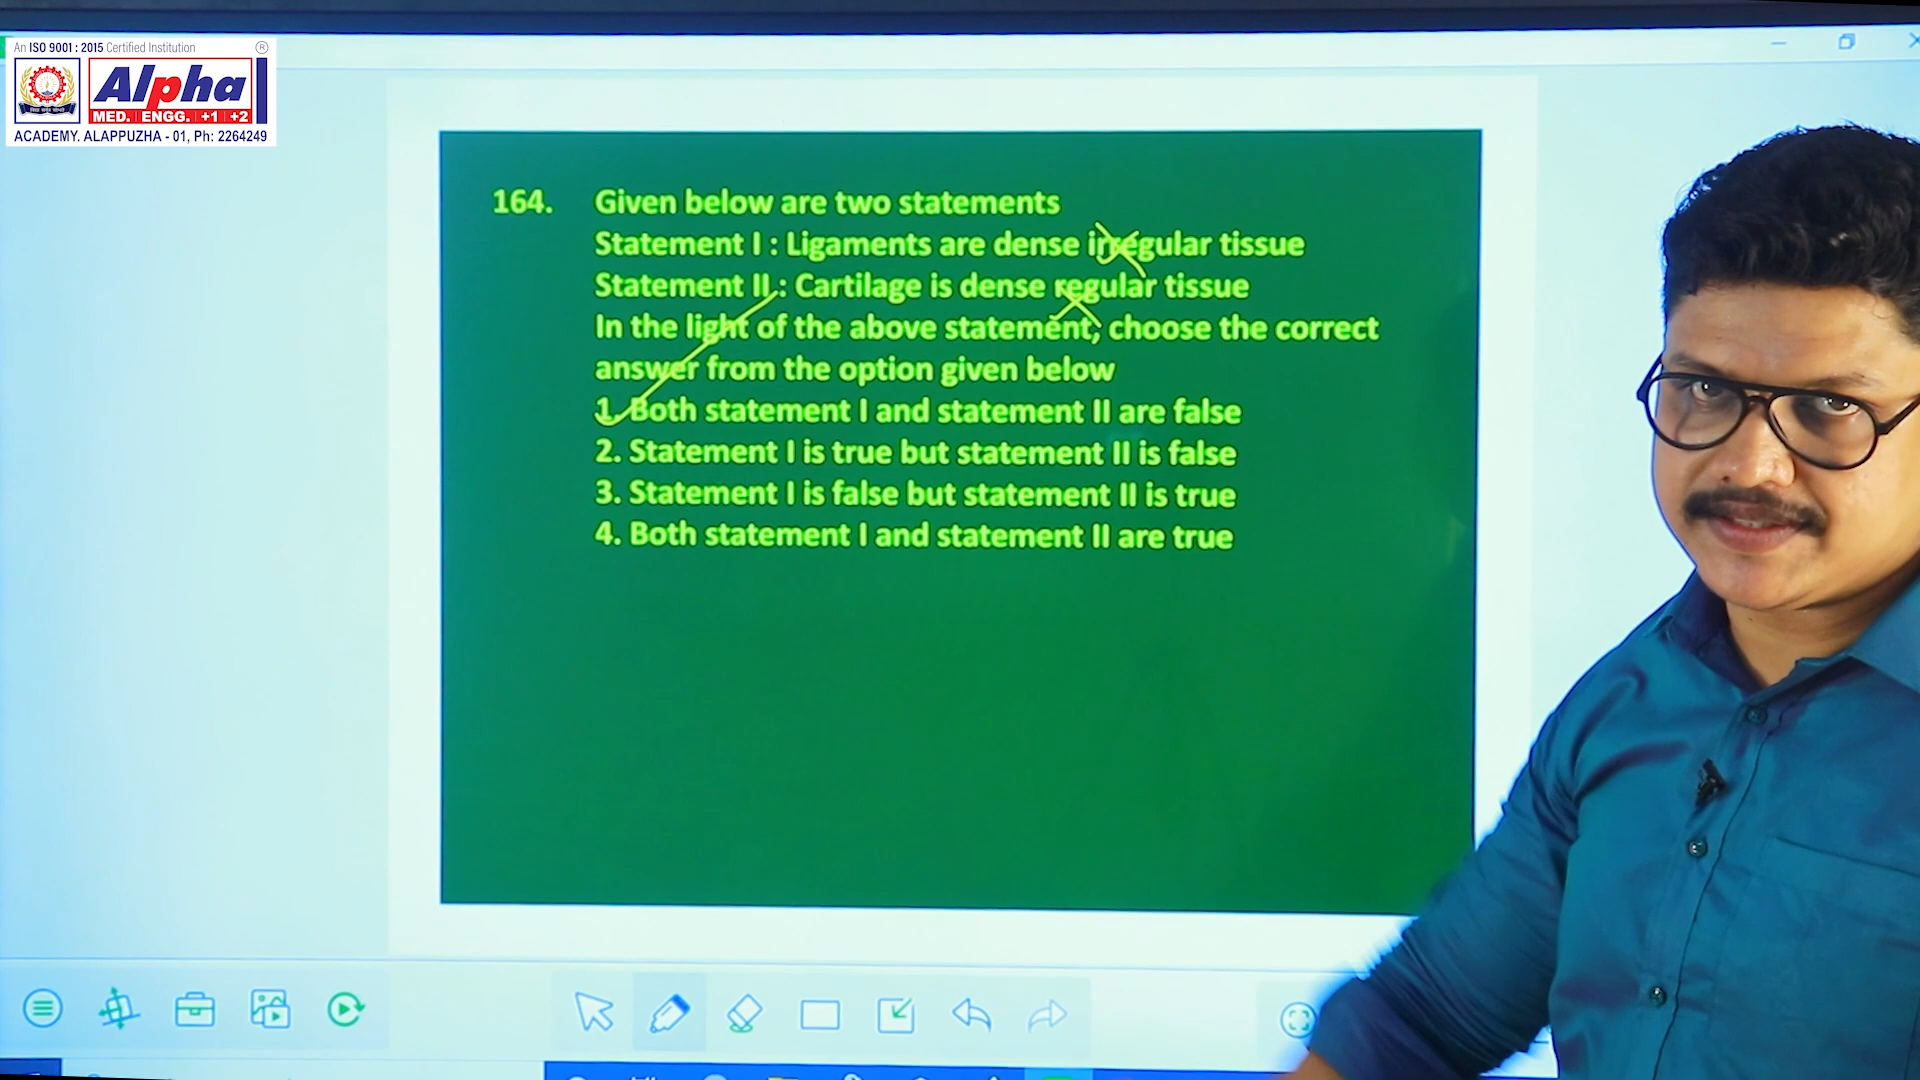 An ISO 9001 : 2015 Certified Institution ®
Alpha
MED. ENGG. +1 +2
ACADEMY. ALAPPUZHA - 01, Ph: 2264249
164. Given below are two statements
Statement I : Ligaments are dense irregular tissue
Statement II : Cartilage is dense regular tissue
In the light of the above statement, choose the correct
answer from the option given below
1. Both statement I and statement II are false
2. Statement I is true but statement II is false
3. Statement I is false but statement II is true
4. Both statement I and statement II are true